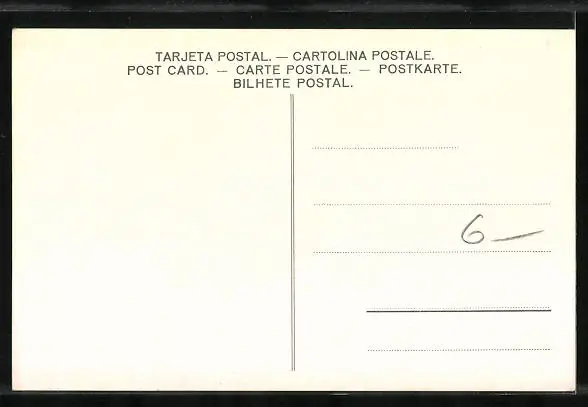 TARJETA POSTAL. — CARTOLINA POSTALE.
POST CARD. — CARTE POSTALE. — POSTKARTE.
BILHETE POSTAL.
6 —